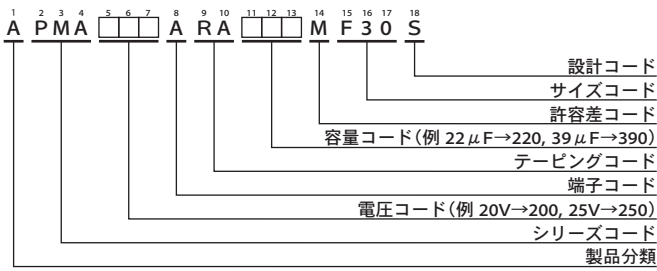 1 2 3 4 5 6 7 8 9 10 11 12 13 14 15 16 17 18
A PMA □□□ A RA □□□ M F30 S
設計コード
サイズコード
許容差コード
容量コード(例 22μF→220, 39μF→390)
テーピングコード
端子コード
電圧コード(例 20V→200, 25V→250)
シリーズコード
製品分類